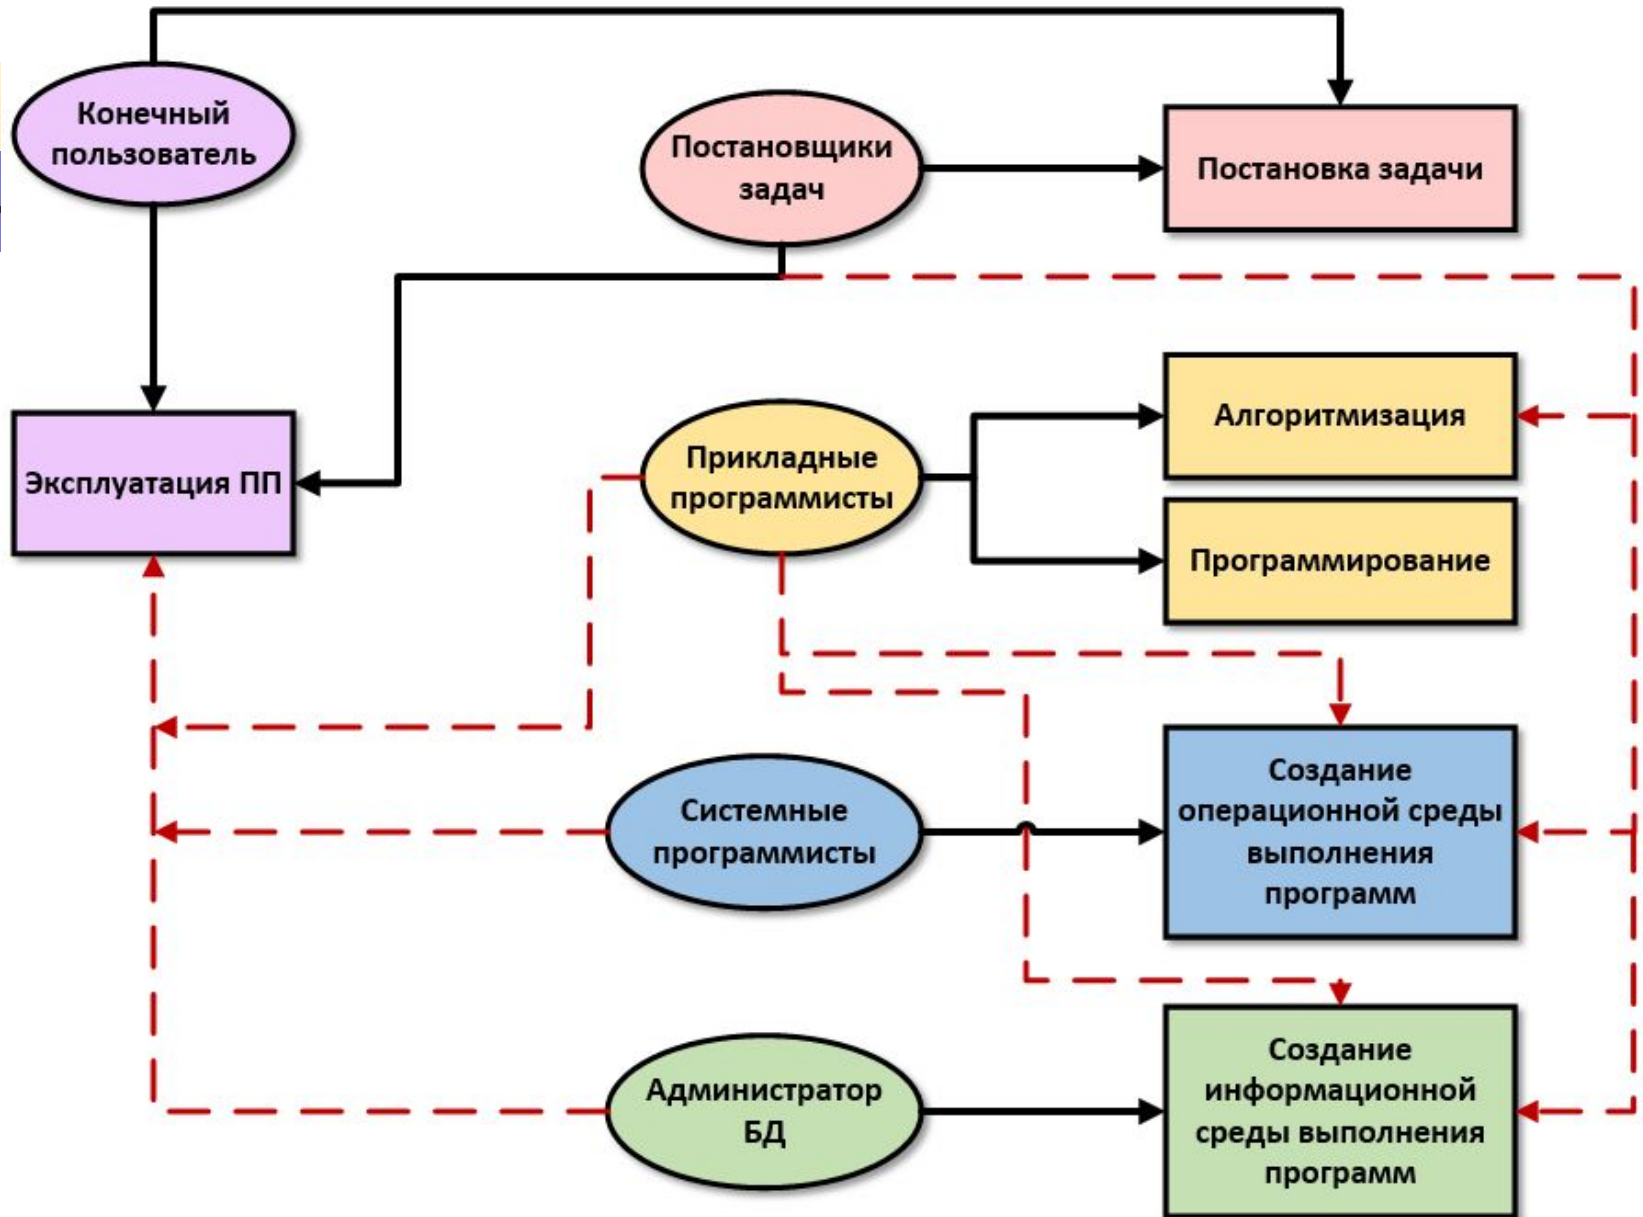 Конечный
пользователь
Постановщики
задач
Постановка задачи
Эксплуатация ПП
Прикладные
программисты
Алгоритмизация
Программирование
Системные
программисты
Создание
операционной среды
выполнения
программ
Администратор
БД
Создание
информационной
среды выполнения
программ